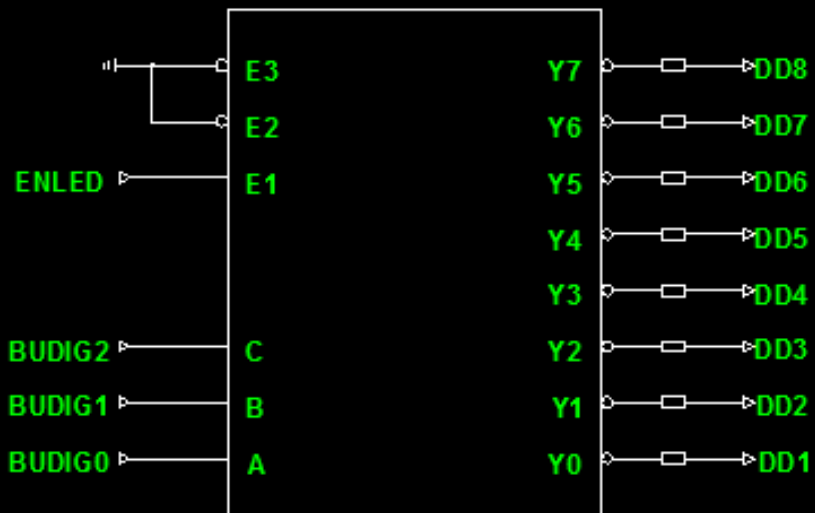 E3 Y7 DD8
E2 Y6 DD7
ENLED E1 Y5 DD6
Y4 DD5
Y3 DD4
BUDIG2 C Y2 DD3
BUDIG1 B Y1 DD2
BUDIG0 A Y0 DD1